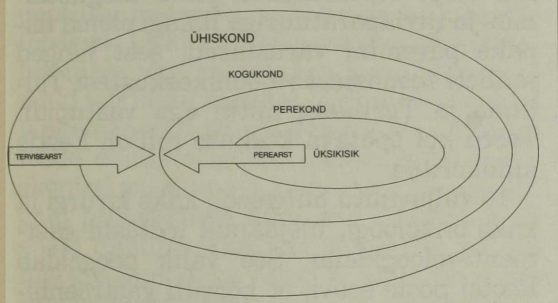 ÜHISKOND
KOGUKOND
PEREKOND
TERVISEARST
PEREARST
ÜKSIKISIK